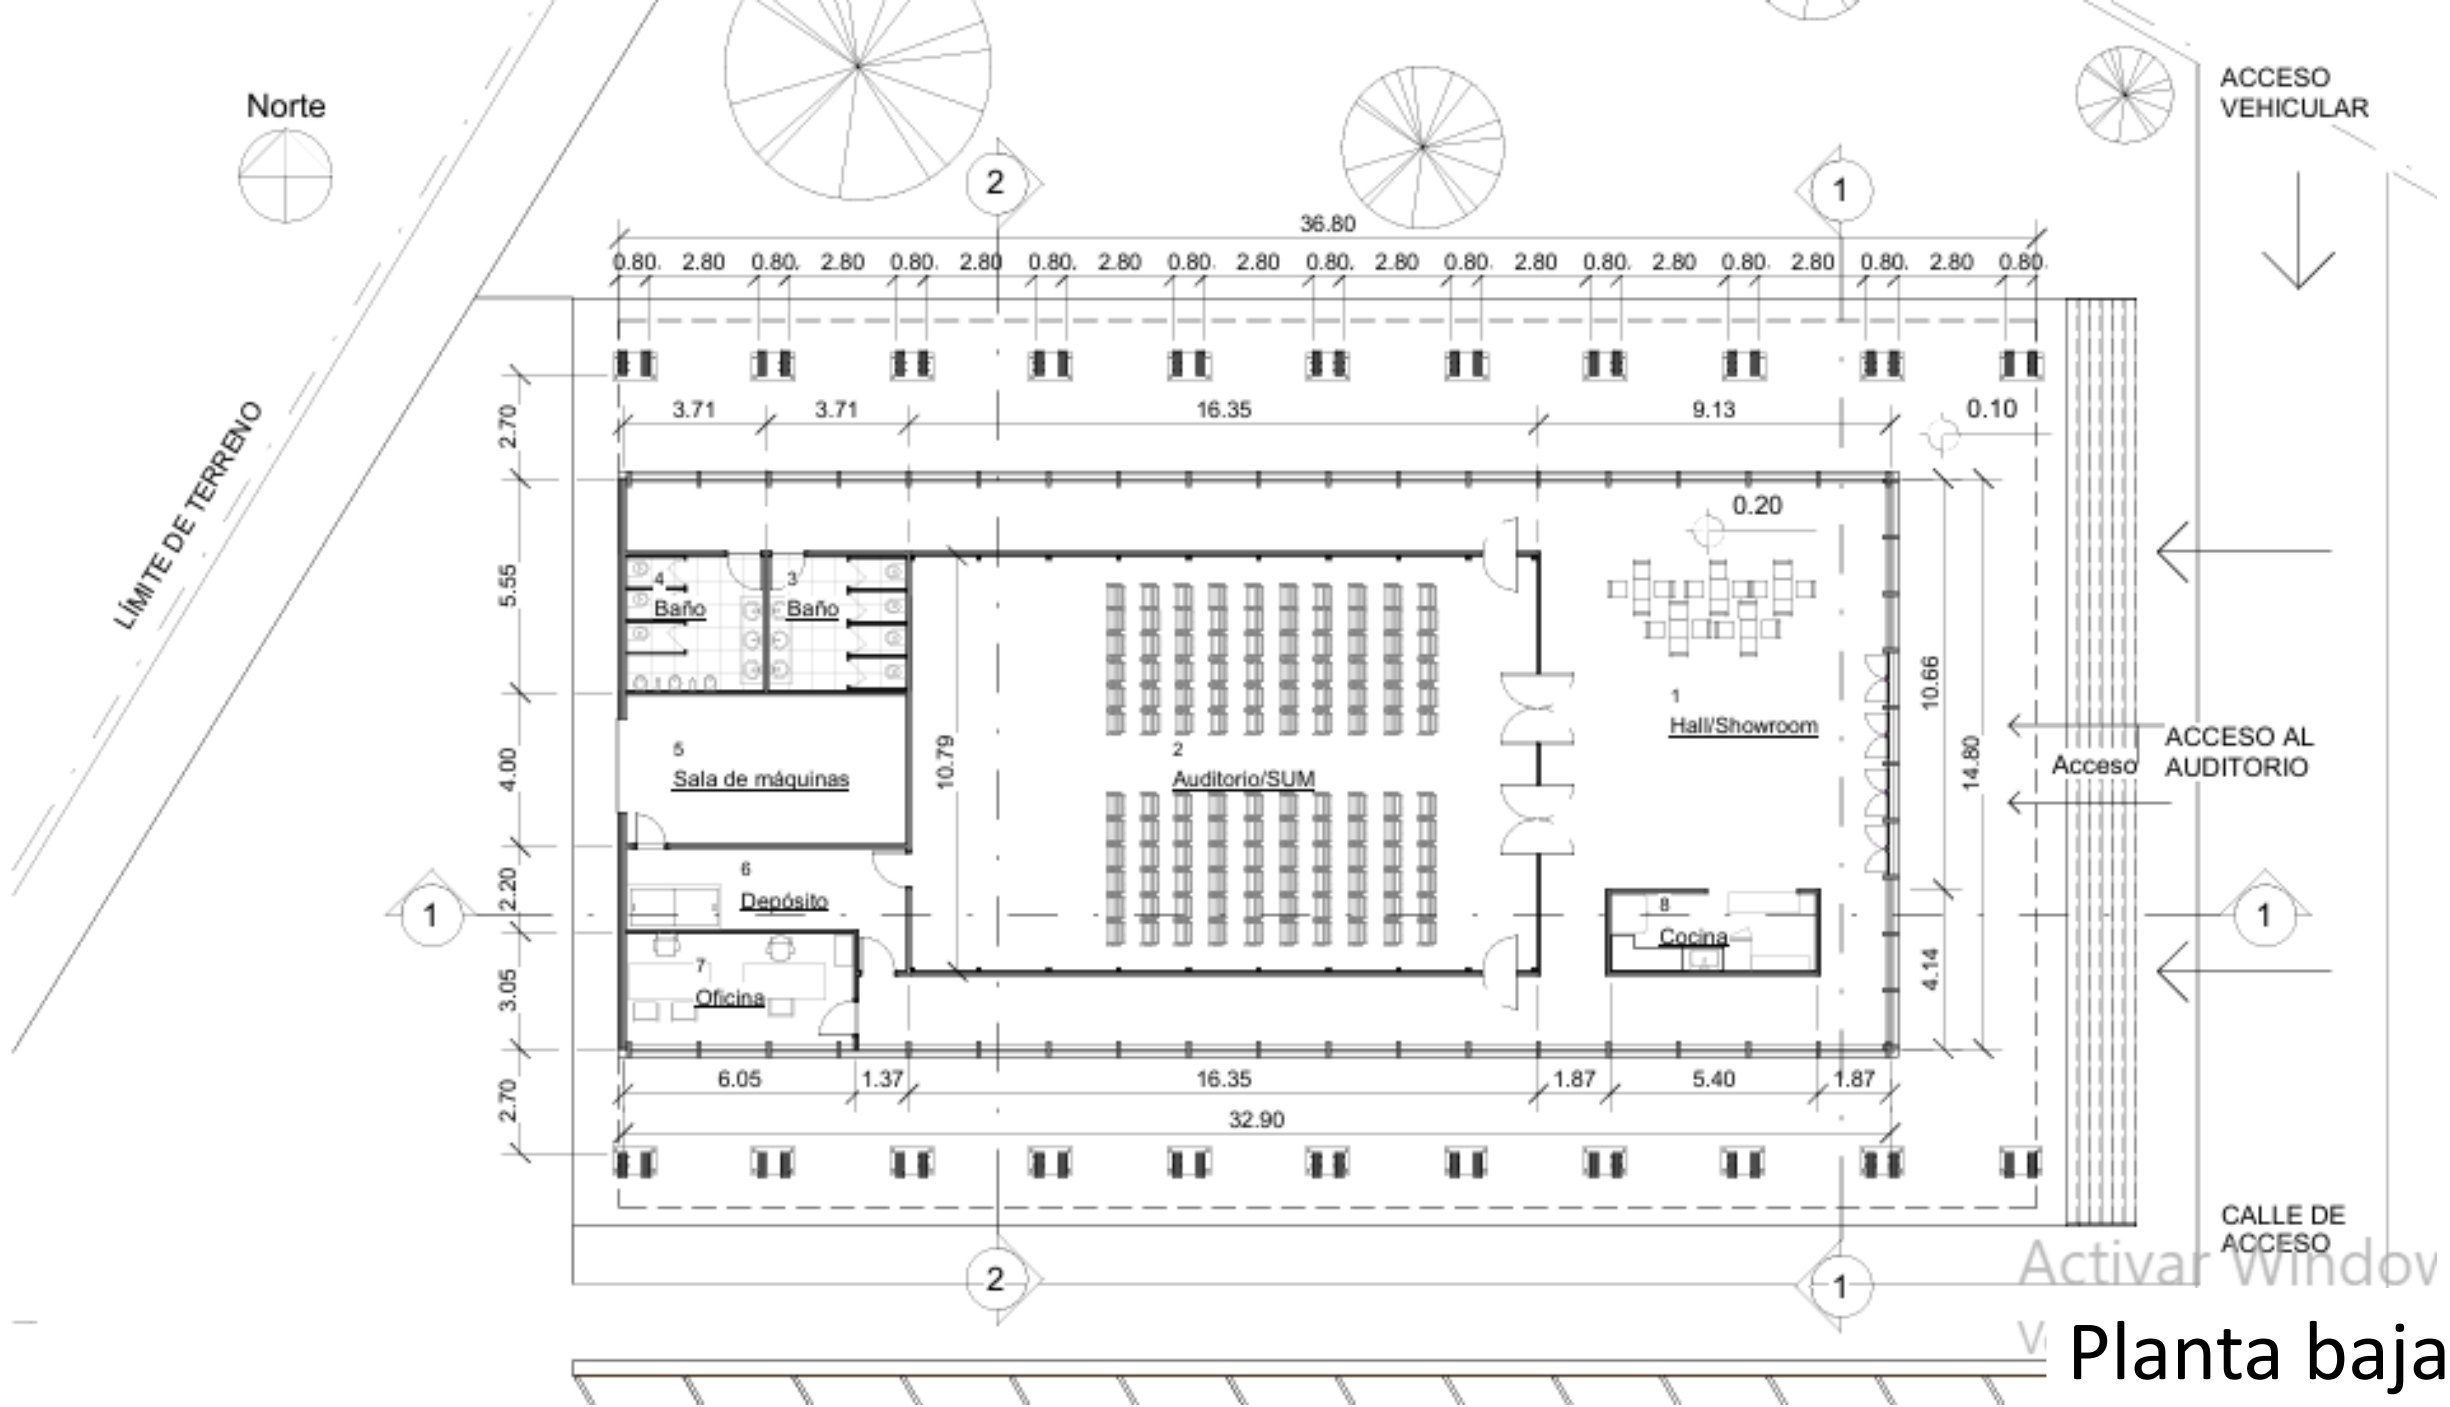 ACCESO
VEHICULAR
Norte
2
1
36.80
0.80. 2.80 0.80. 2.80 0.80. 2.80 0.80. 2.80 0.80. 2.80 0.80. 2.80 0.80. 2.80 0.80. 2.80 0.80. 2.80 0.80. 2.80 0.80.
3.71 3.71 16.35 9.13 0.10
2.70
LÍMITE DE TERRENO
0.20
5.55
4
Baño
3
Baño
10.66
1
Hall/Showroom
5
Sala de máquinas
4.00
10.79
2
Auditorio/SUM
14.80
Acceso
ACCESO AL
AUDITORIO
6
Depósito
2.20
1
8
Cocina
1
7
Oficina
3.05
4.14
6.05 1.37 16.35 1.87 5.40 1.87
2.70
32.90
CALLE DE
ACCESO
2
1
Activar Window
V
Planta baja